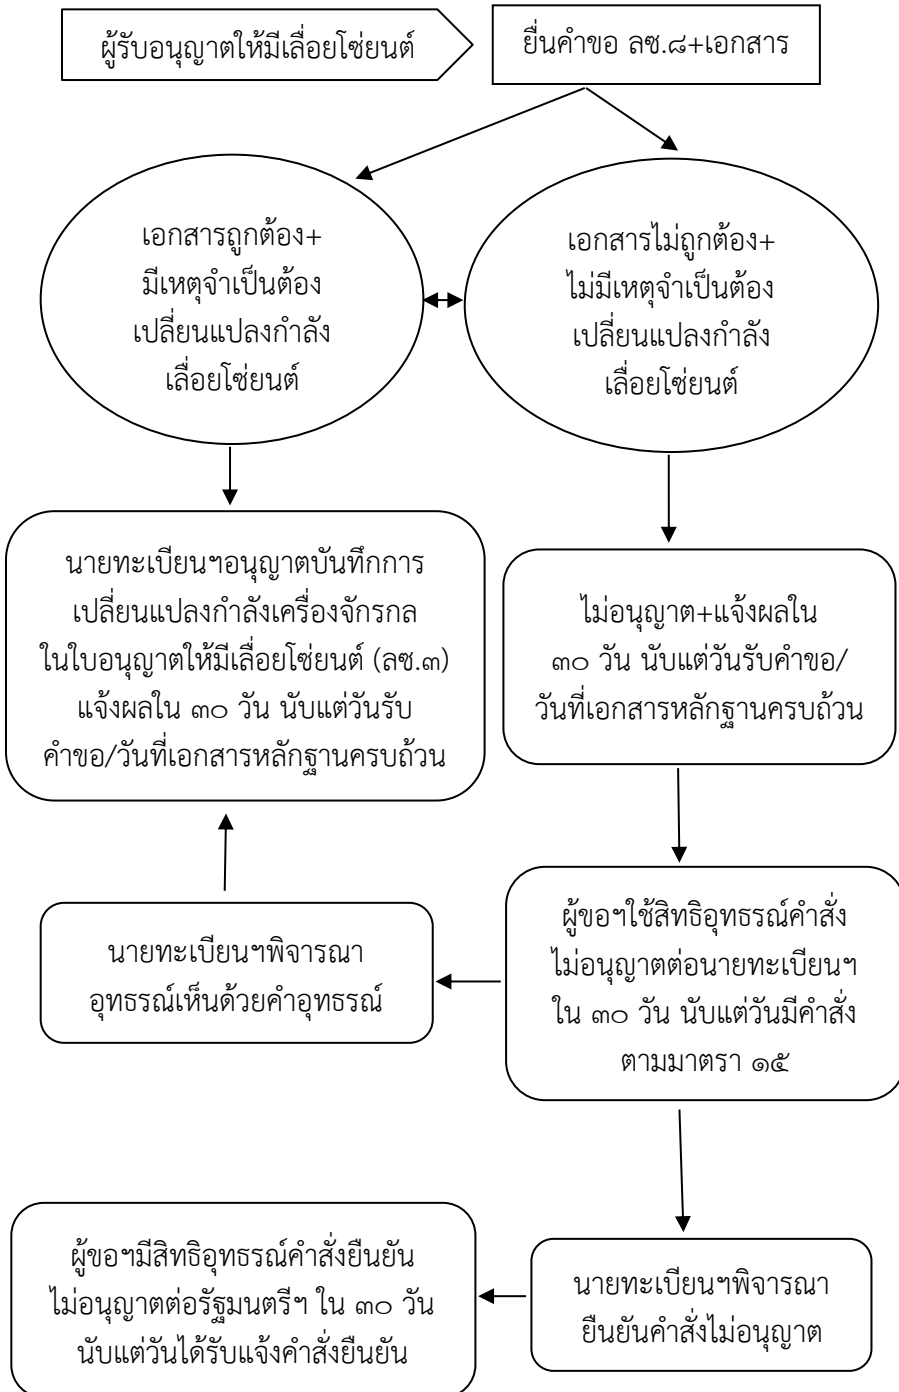 ผู้รับอนุญาตให้มีเลื่อยโซ่ยนต์
ยื่นคำขอ ลซ.๘+เอกสาร
เอกสารถูกต้อง+
มีเหตุจำเป็นต้อง
เปลี่ยนแปลงกำลัง
เลื่อยโซ่ยนต์
เอกสารไม่ถูกต้อง+
ไม่มีเหตุจำเป็นต้อง
เปลี่ยนแปลงกำลัง
เลื่อยโซ่ยนต์
นายทะเบียนฯอนุญาตบันทึกการ
เปลี่ยนแปลงกำลังเครื่องจักรกล
ในใบอนุญาตให้มีเลื่อยโซ่ยนต์ (ลซ.๓)
แจ้งผลใน ๓๐ วัน นับแต่วันรับ
คำขอ/วันที่เอกสารหลักฐานครบถ้วน
ไม่อนุญาต+แจ้งผลใน
๓๐ วัน นับแต่วันรับคำขอ/
วันที่เอกสารหลักฐานครบถ้วน
ผู้ขอฯใช้สิทธิอุทธรณ์คำสั่ง
ไม่อนุญาตต่อนายทะเบียนฯ
ใน ๓๐ วัน นับแต่วันมีคำสั่ง
ตามมาตรา ๑๕
นายทะเบียนฯพิจารณา
อุทธรณ์เห็นด้วยคำอุทธรณ์
นายทะเบียนฯพิจารณา
ยืนยันคำสั่งไม่อนุญาต
ผู้ขอฯมีสิทธิอุทธรณ์คำสั่งยืนยัน
ไม่อนุญาตต่อรัฐมนตรีฯ ใน ๓๐ วัน
นับแต่วันได้รับแจ้งคำสั่งยืนยัน